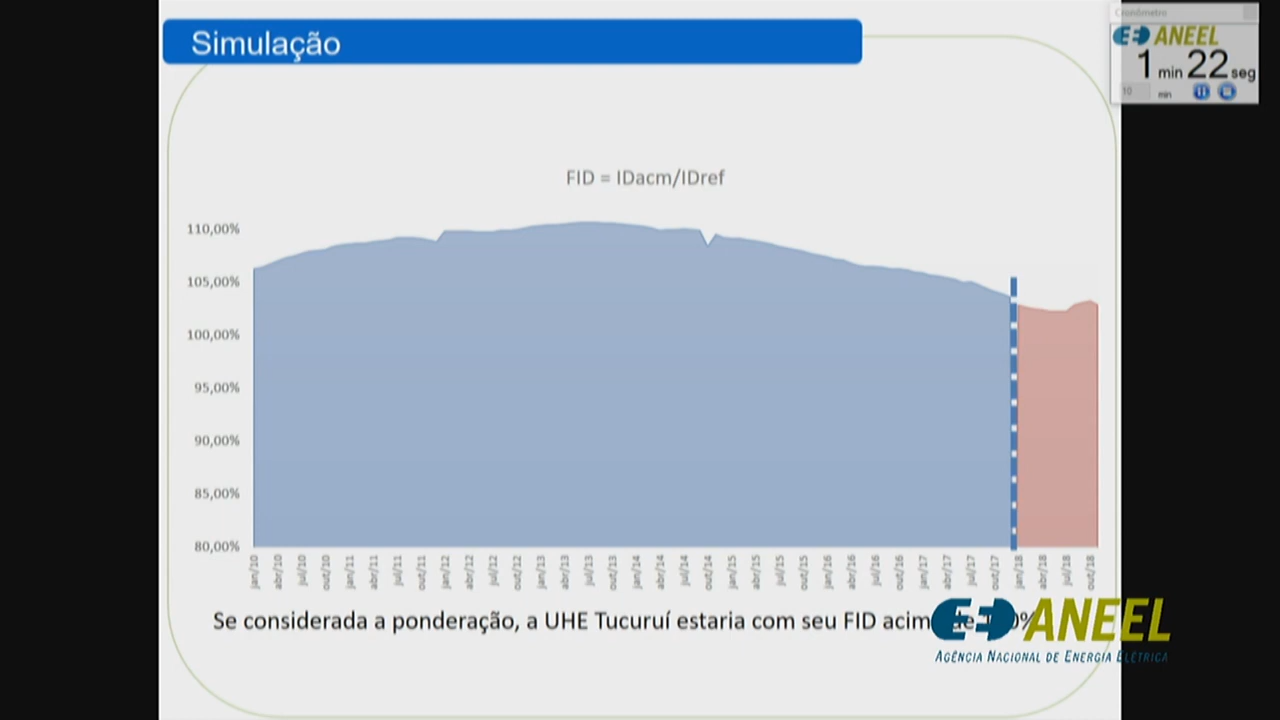 Simulação
Cronômetro
ANEEL
1 min 22 seg
10 min
FID = IDacm/IDref
110,00%
105,00%
100,00%
95,00%
90,00%
85,00%
80,00%
jan/10 abr/10 jul/10 out/10 jan/11 abr/11 jul/11 out/11 jan/12 abr/12 jul/12 out/12 jan/13 abr/13 jul/13 out/13 jan/14 abr/14 jul/14 out/14 jan/15 abr/15 jul/15 out/15 jan/16 abr/16 jul/16 out/16 jan/17 abr/17 jul/17 out/17 jan/18 abr/18 jul/18 out/18
Se considerada a ponderação, a UHE Tucuruí estaria com seu FID
ANEEL
AGÊNCIA NACIONAL DE ENERGIA ELÉTRICA